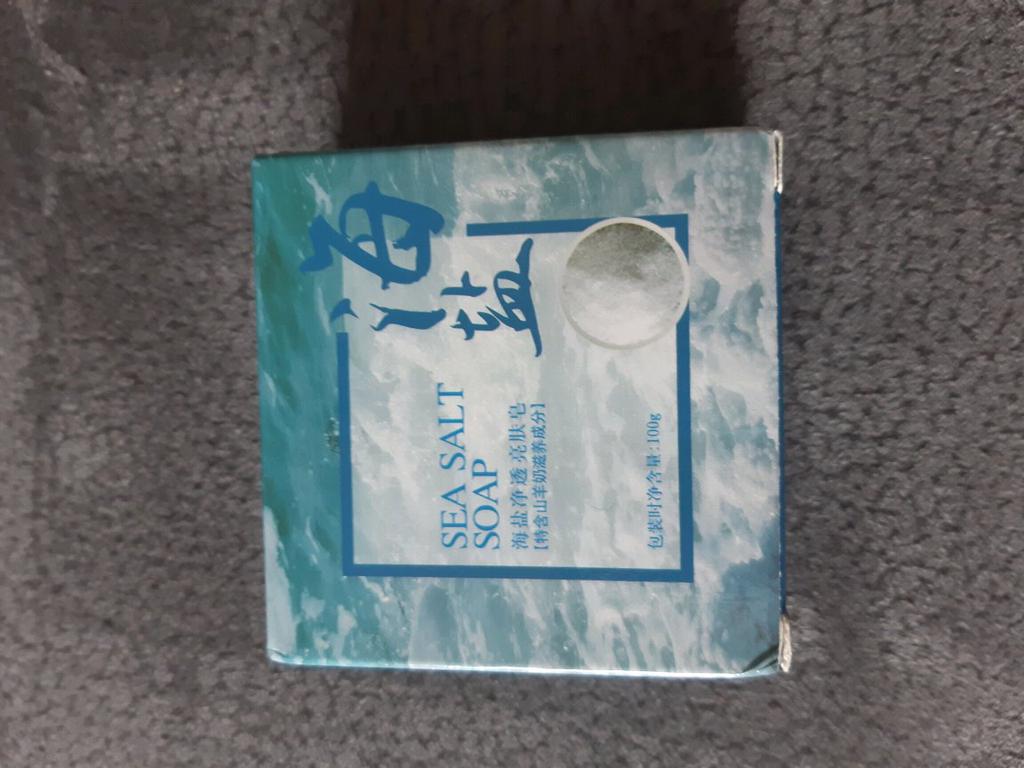 海盐
SEA SALT
SOAP
海盐净透亮肤皂
【特含山羊奶滋养成分】
包装时净含量:100g